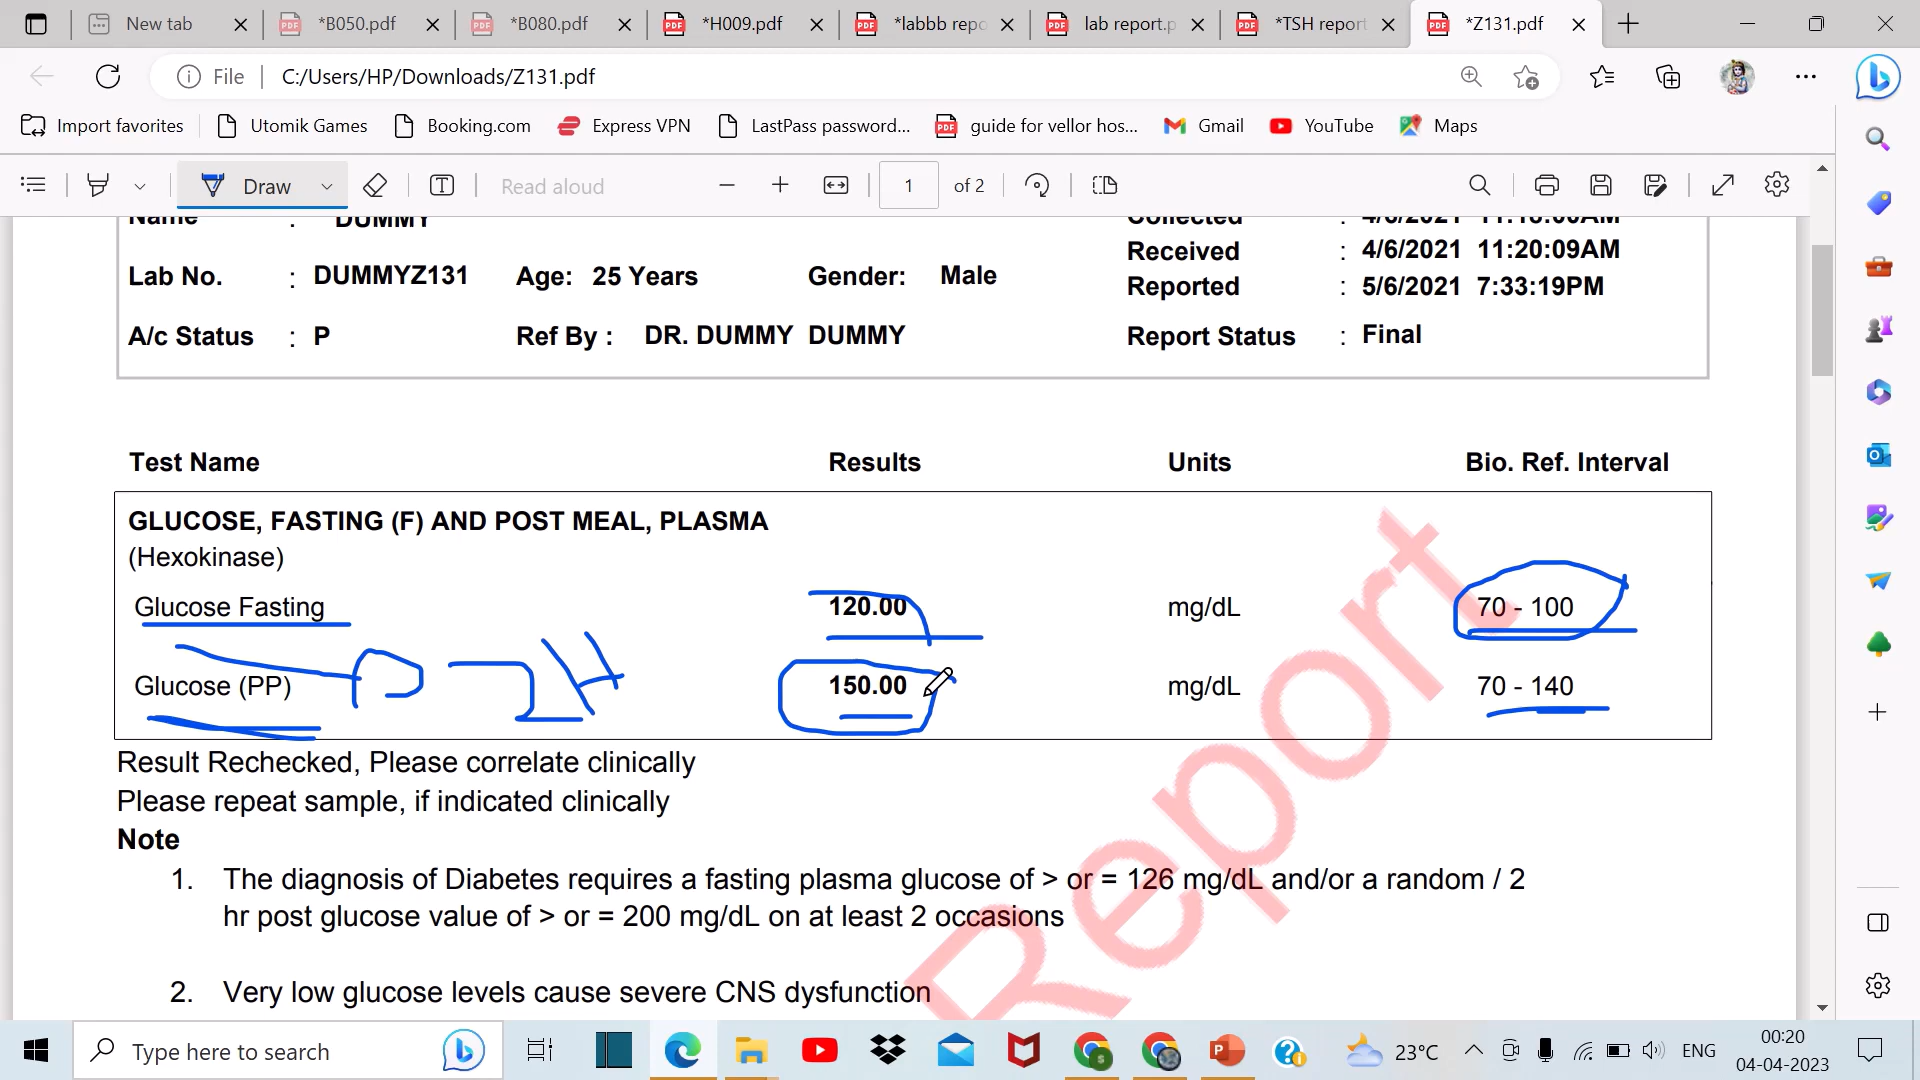 New tab
*B050.pdf
*B080.pdf
*H009.pdf
*labbb repo
lab report.p
*TSH report
*Z131.pdf
File
C:/Users/HP/Downloads/Z131.pdf
Import favorites
Utomik Games
Booking.com
Express VPN
LastPass password...
guide for vellor hos...
Gmail
YouTube
Maps
Draw
Read aloud
1 of 2
Name : DUMMY
Collected : 4/6/2021 11:18:00AM
Received : 4/6/2021 11:20:09AM
Lab No. : DUMMYZ131 Age: 25 Years Gender: Male
Reported : 5/6/2021 7:33:19PM
A/c Status : P Ref By : DR. DUMMY DUMMY
Report Status : Final
Test Name Results Units Bio. Ref. Interval
GLUCOSE, FASTING (F) AND POST MEAL, PLASMA
(Hexokinase)
Glucose Fasting 120.00 mg/dL 70 - 100
Glucose (PP) 150.00 mg/dL 70 - 140
Result Rechecked, Please correlate clinically
Please repeat sample, if indicated clinically
Note
1. The diagnosis of Diabetes requires a fasting plasma glucose of > or = 126 mg/dL and/or a random / 2
hr post glucose value of > or = 200 mg/dL on at least 2 occasions
2. Very low glucose levels cause severe CNS dysfunction
Report
Type here to search
23°C
ENG
00:20
04-04-2023